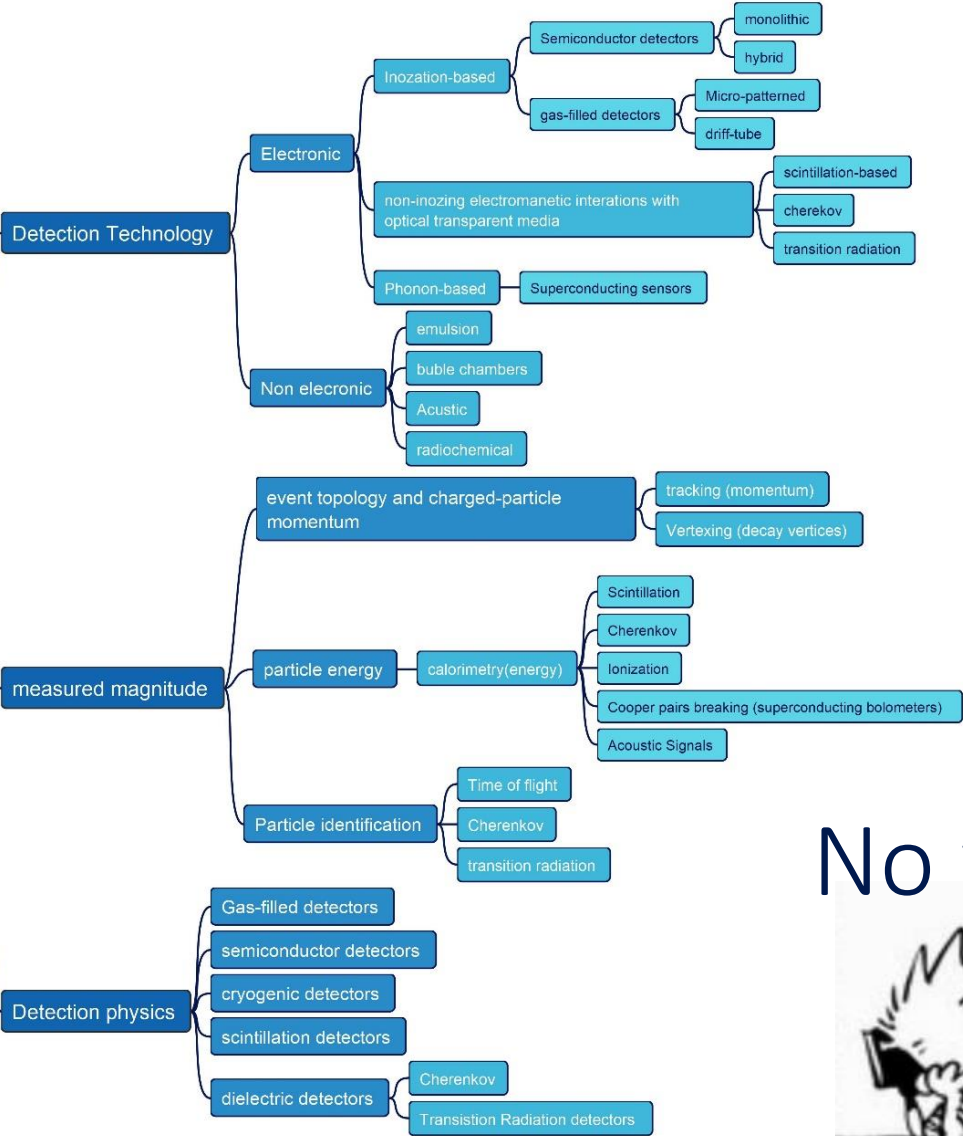 Detection Technology
Electronic
Inozation-based
Semiconductor detectors
monolithic
hybrid
gas-filled detectors
Micro-patterned
driff-tube
non-inozing electromanetic interations with
optical transparent media
scintillation-based
cherekov
transition radiation
Phonon-based
Superconducting sensors
Non elecronic
emulsion
buble chambers
Acustic
radiochemical
measured magnitude
event topology and charged-particle
momentum
tracking (momentum)
Vertexing (decay vertices)
particle energy
calorimetry(energy)
Scintillation
Cherenkov
Ionization
Cooper pairs breaking (superconducting bolometers)
Acoustic Signals
Particle identification
Time of flight
Cherenkov
transition radiation
Detection physics
Gas-filled detectors
semiconductor detectors
cryogenic detectors
scintillation detectors
dielectric detectors
Cherenkov
Transistion Radiation detectors
No